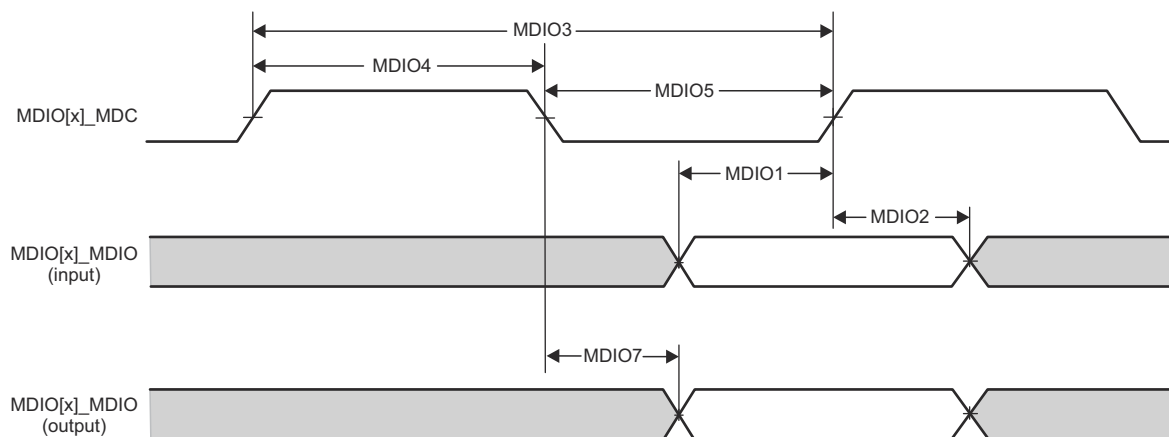 MDIO3
MDIO4
MDIO5
MDIO[x]_MDC
MDIO1
MDIO2
MDIO[x]_MDIO
(input)
MDIO7
MDIO[x]_MDIO
(output)